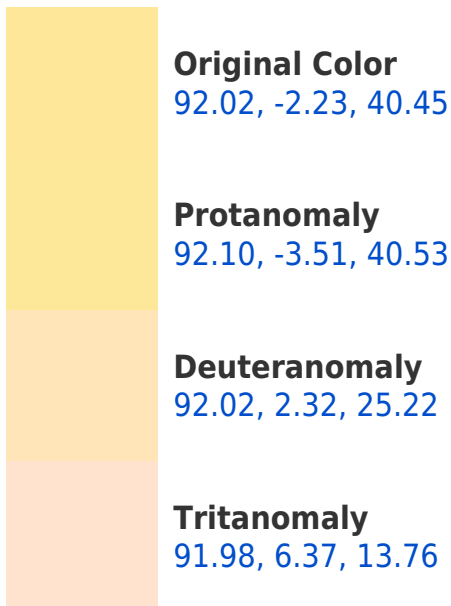 Original Color
92.02, -2.23, 40.45
Protanomaly
92.10, -3.51, 40.53
Deuteranomaly
92.02, 2.32, 25.22
Tritanomaly
91.98, 6.37, 13.76